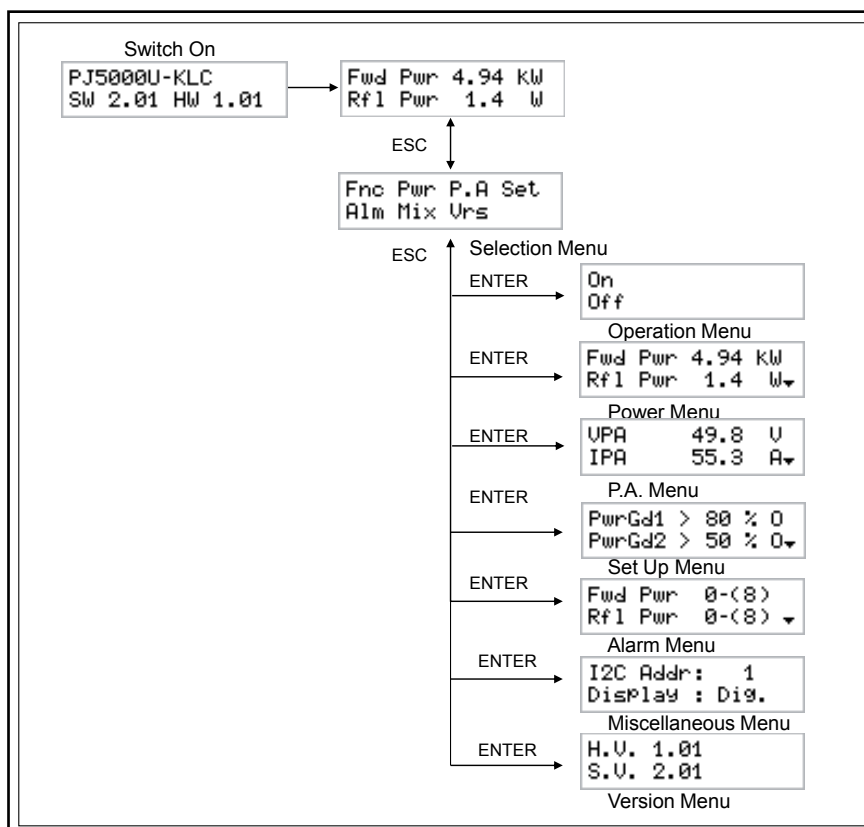 Switch On
PJ5000U-KLC
SW 2.01 HW 1.01
Fwd Pwr 4.94 kW
Rfl Pwr 1.4 W
ESC
Fnc Pwr P.A Set
Alm Mix Vrs
ESC
Selection Menu
ENTER
On
Off
Operation Menu
ENTER
Fwd Pwr 4.94 kW
Rfl Pwr 1.4 W
Power Menu
ENTER
VPA 49.8 V
IPA 55.3 A
P.A. Menu
ENTER
PwrGd1 > 80 % O
PwrGd2 > 50 % O
Set Up Menu
ENTER
Fwd Pwr 0-(8)
Rfl Pwr 0-(8)
Alarm Menu
ENTER
I2C Addr: 1
Display : Dig.
Miscellaneous Menu
ENTER
H.V. 1.01
S.V. 2.01
Version Menu